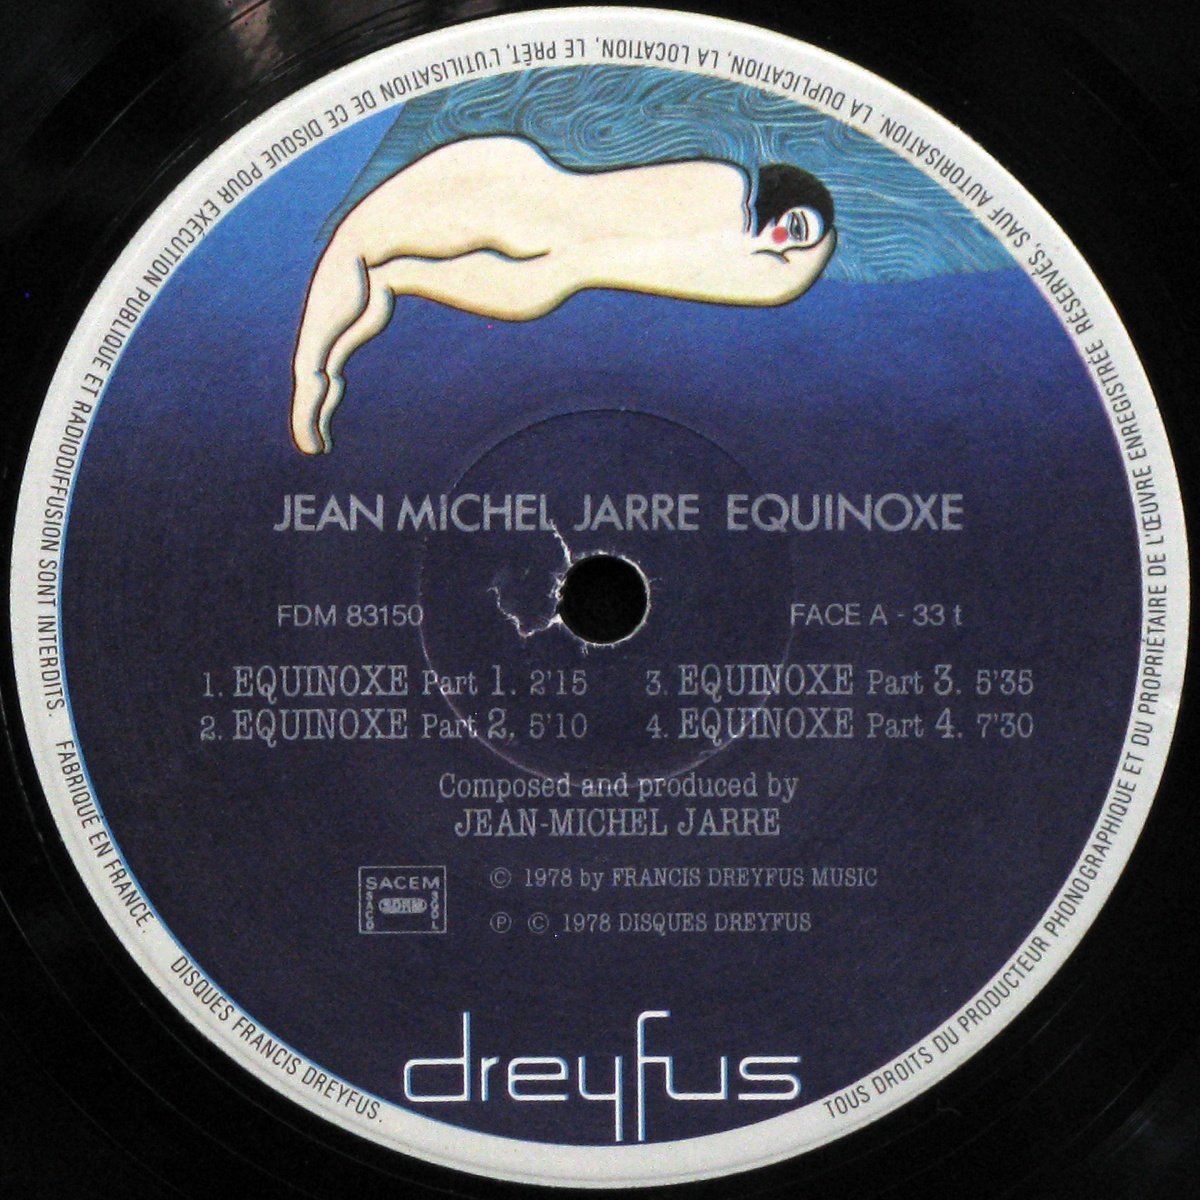 TOUS DROITS DU PRODUCTEUR PHONOGRAPHIQUE ET DU PROPRIÉTAIRE DE L'ŒUVRE ENREGISTRÉE RÉSERVÉS, SAUF AUTORISATION. LA DUPLICATION, LA LOCATION, LE PRÊT, L'UTILISATION DE CE DISQUE POUR EXÉCUTION PUBLIQUE ET RADIODIFFUSION SONT INTERDITS.
FABRIQUÉ EN FRANCE.
DISQUES FRANCIS DREYFUS.
JEAN MICHEL JARRE EQUINOXE
FDM 83150 FACE A - 33 t
1. EQUINOXE Part 1. 2'15 3. EQUINOXE Part 3. 5'35
2. EQUINOXE Part 2, 5'10 4. EQUINOXE Part 4. 7'30
Composed and produced by
JEAN-MICHEL JARRE
SACEM
SACD SDRM SGDL
© 1978 by FRANCIS DREYFUS MUSIC
℗ © 1978 DISQUES DREYFUS
dreyfus